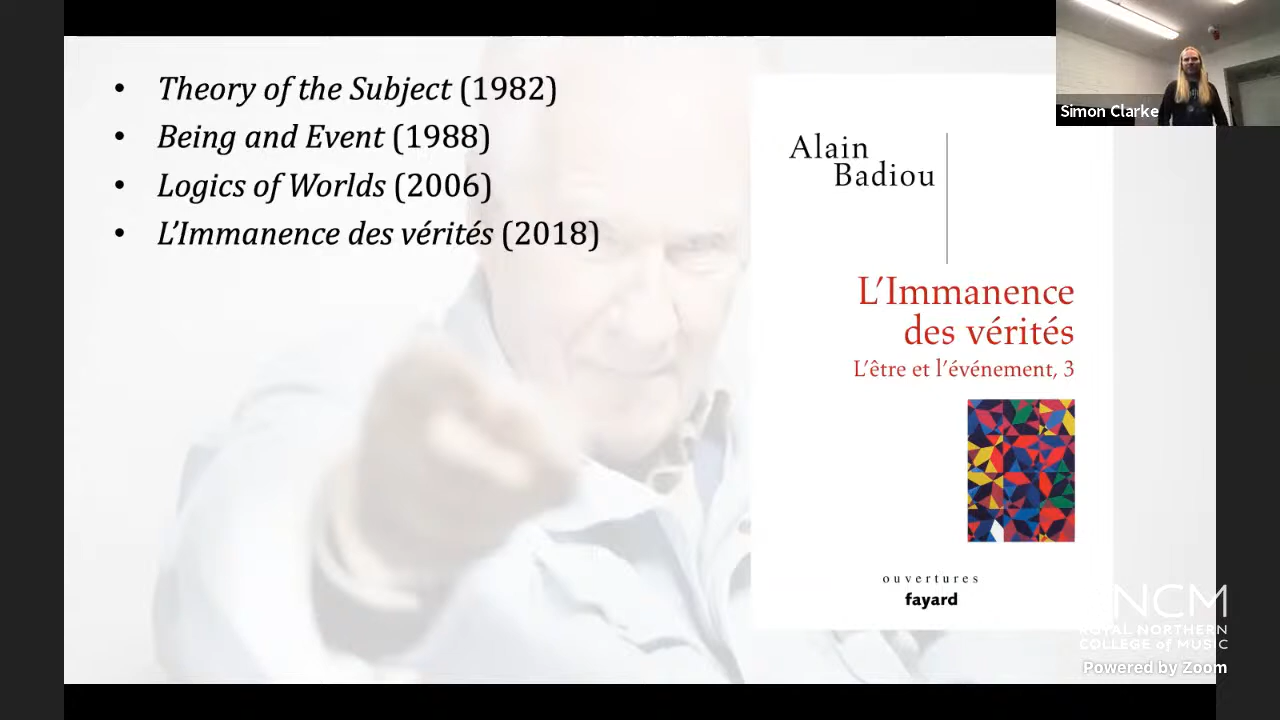 • Theory of the Subject (1982)
• Being and Event (1988)
• Logics of Worlds (2006)
• L’Immanence des vérités (2018)
Alain
Badiou
L’Immanence
des vérités
L’être et l’événement, 3
ouvertures
fayard
Simon Clarke
NCM
ROYAL NORTHERN
COLLEGE of MUSIC
Powered by Zoom